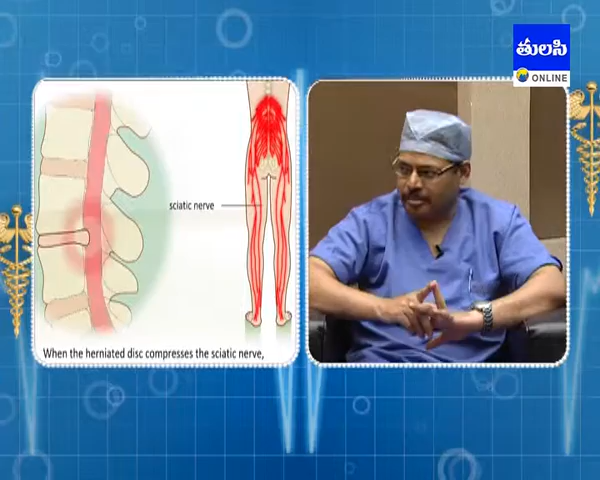 తులసి
ONLINE
sciatic nerve
When the herniated disc compresses the sciatic nerve,